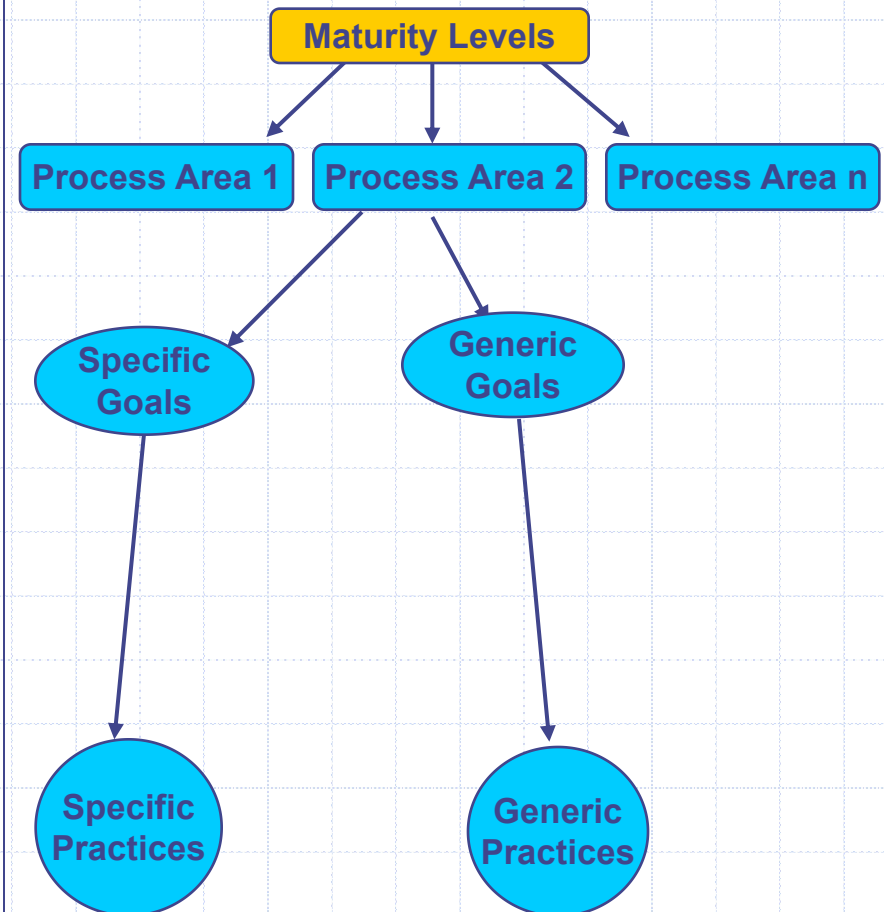 Maturity Levels
Process Area 1
Process Area 2
Process Area n
Specific
Goals
Generic
Goals
Specific
Practices
Generic
Practices